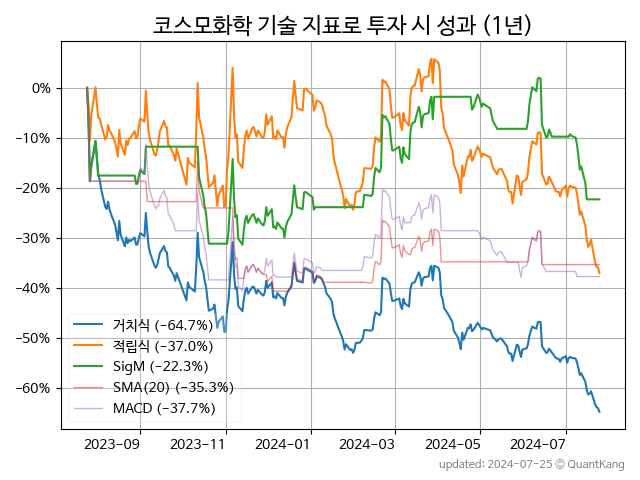 코스모화학 기술 지표로 투자 시 성과 (1년)
0%
−10%
−20%
−30%
−40%
−50%
−60%
거치식 (−64.7%)
적립식 (−37.0%)
SigM (−22.3%)
SMA(20) (−35.3%)
MACD (−37.7%)
2023-09 2023-11 2024-01 2024-03 2024-05 2024-07
updated: 2024-07-25 © QuantKang